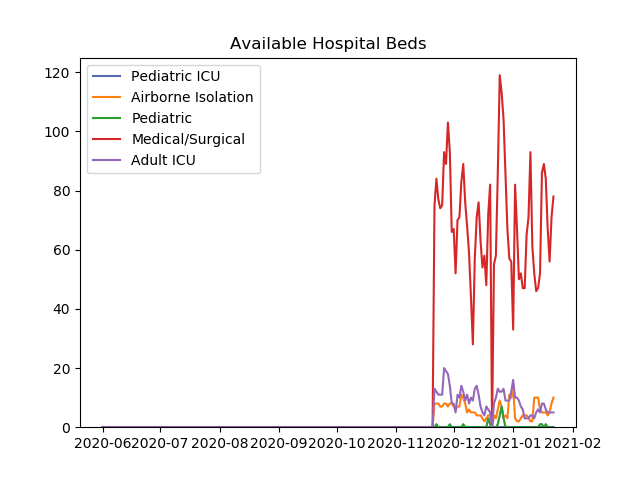 Available Hospital Beds
Pediatric ICU
Airborne Isolation
Pediatric
Medical/Surgical
Adult ICU
120
100
80
60
40
20
0
2020-06 2020-07 2020-08 2020-09 2020-10 2020-11 2020-12 2021-01 2021-02